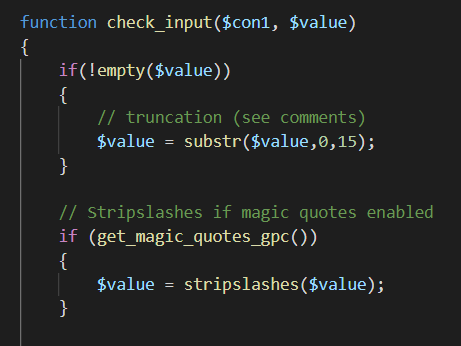 function check_input($con1, $value)
{
if(!empty($value))
{
// truncation (see comments)
$value = substr($value,0,15);
}
// Stripslashes if magic quotes enabled
if (get_magic_quotes_gpc())
{
$value = stripslashes($value);
}